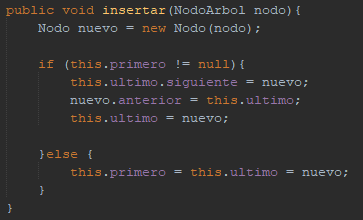 public void insertar(NodoArbol nodo){
    Nodo nuevo = new Nodo(nodo);

    if (this.primero != null){
        this.ultimo.siguiente = nuevo;
        nuevo.anterior = this.ultimo;
        this.ultimo = nuevo;

    }else {
        this.primero = this.ultimo = nuevo;
    }
}